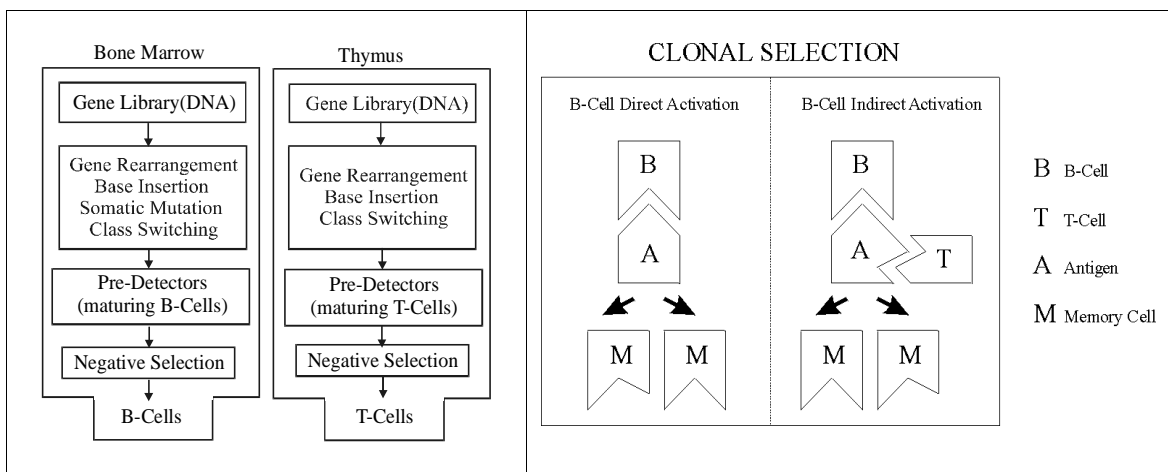 Bone Marrow
Gene Library(DNA)
Gene Rearrangement
Base Insertion
Somatic Mutation
Class Switching
Pre-Detectors
(maturing B-Cells)
Negative Selection
B-Cells
Thymus
Gene Library(DNA)
Gene Rearrangement
Base Insertion
Class Switching
Pre-Detectors
(maturing T-Cells)
Negative Selection
T-Cells
CLONAL SELECTION
B-Cell Direct Activation
B
A
M M
B-Cell Indirect Activation
B
A T
M M
B B-Cell
T T-Cell
A Antigen
M Memory Cell